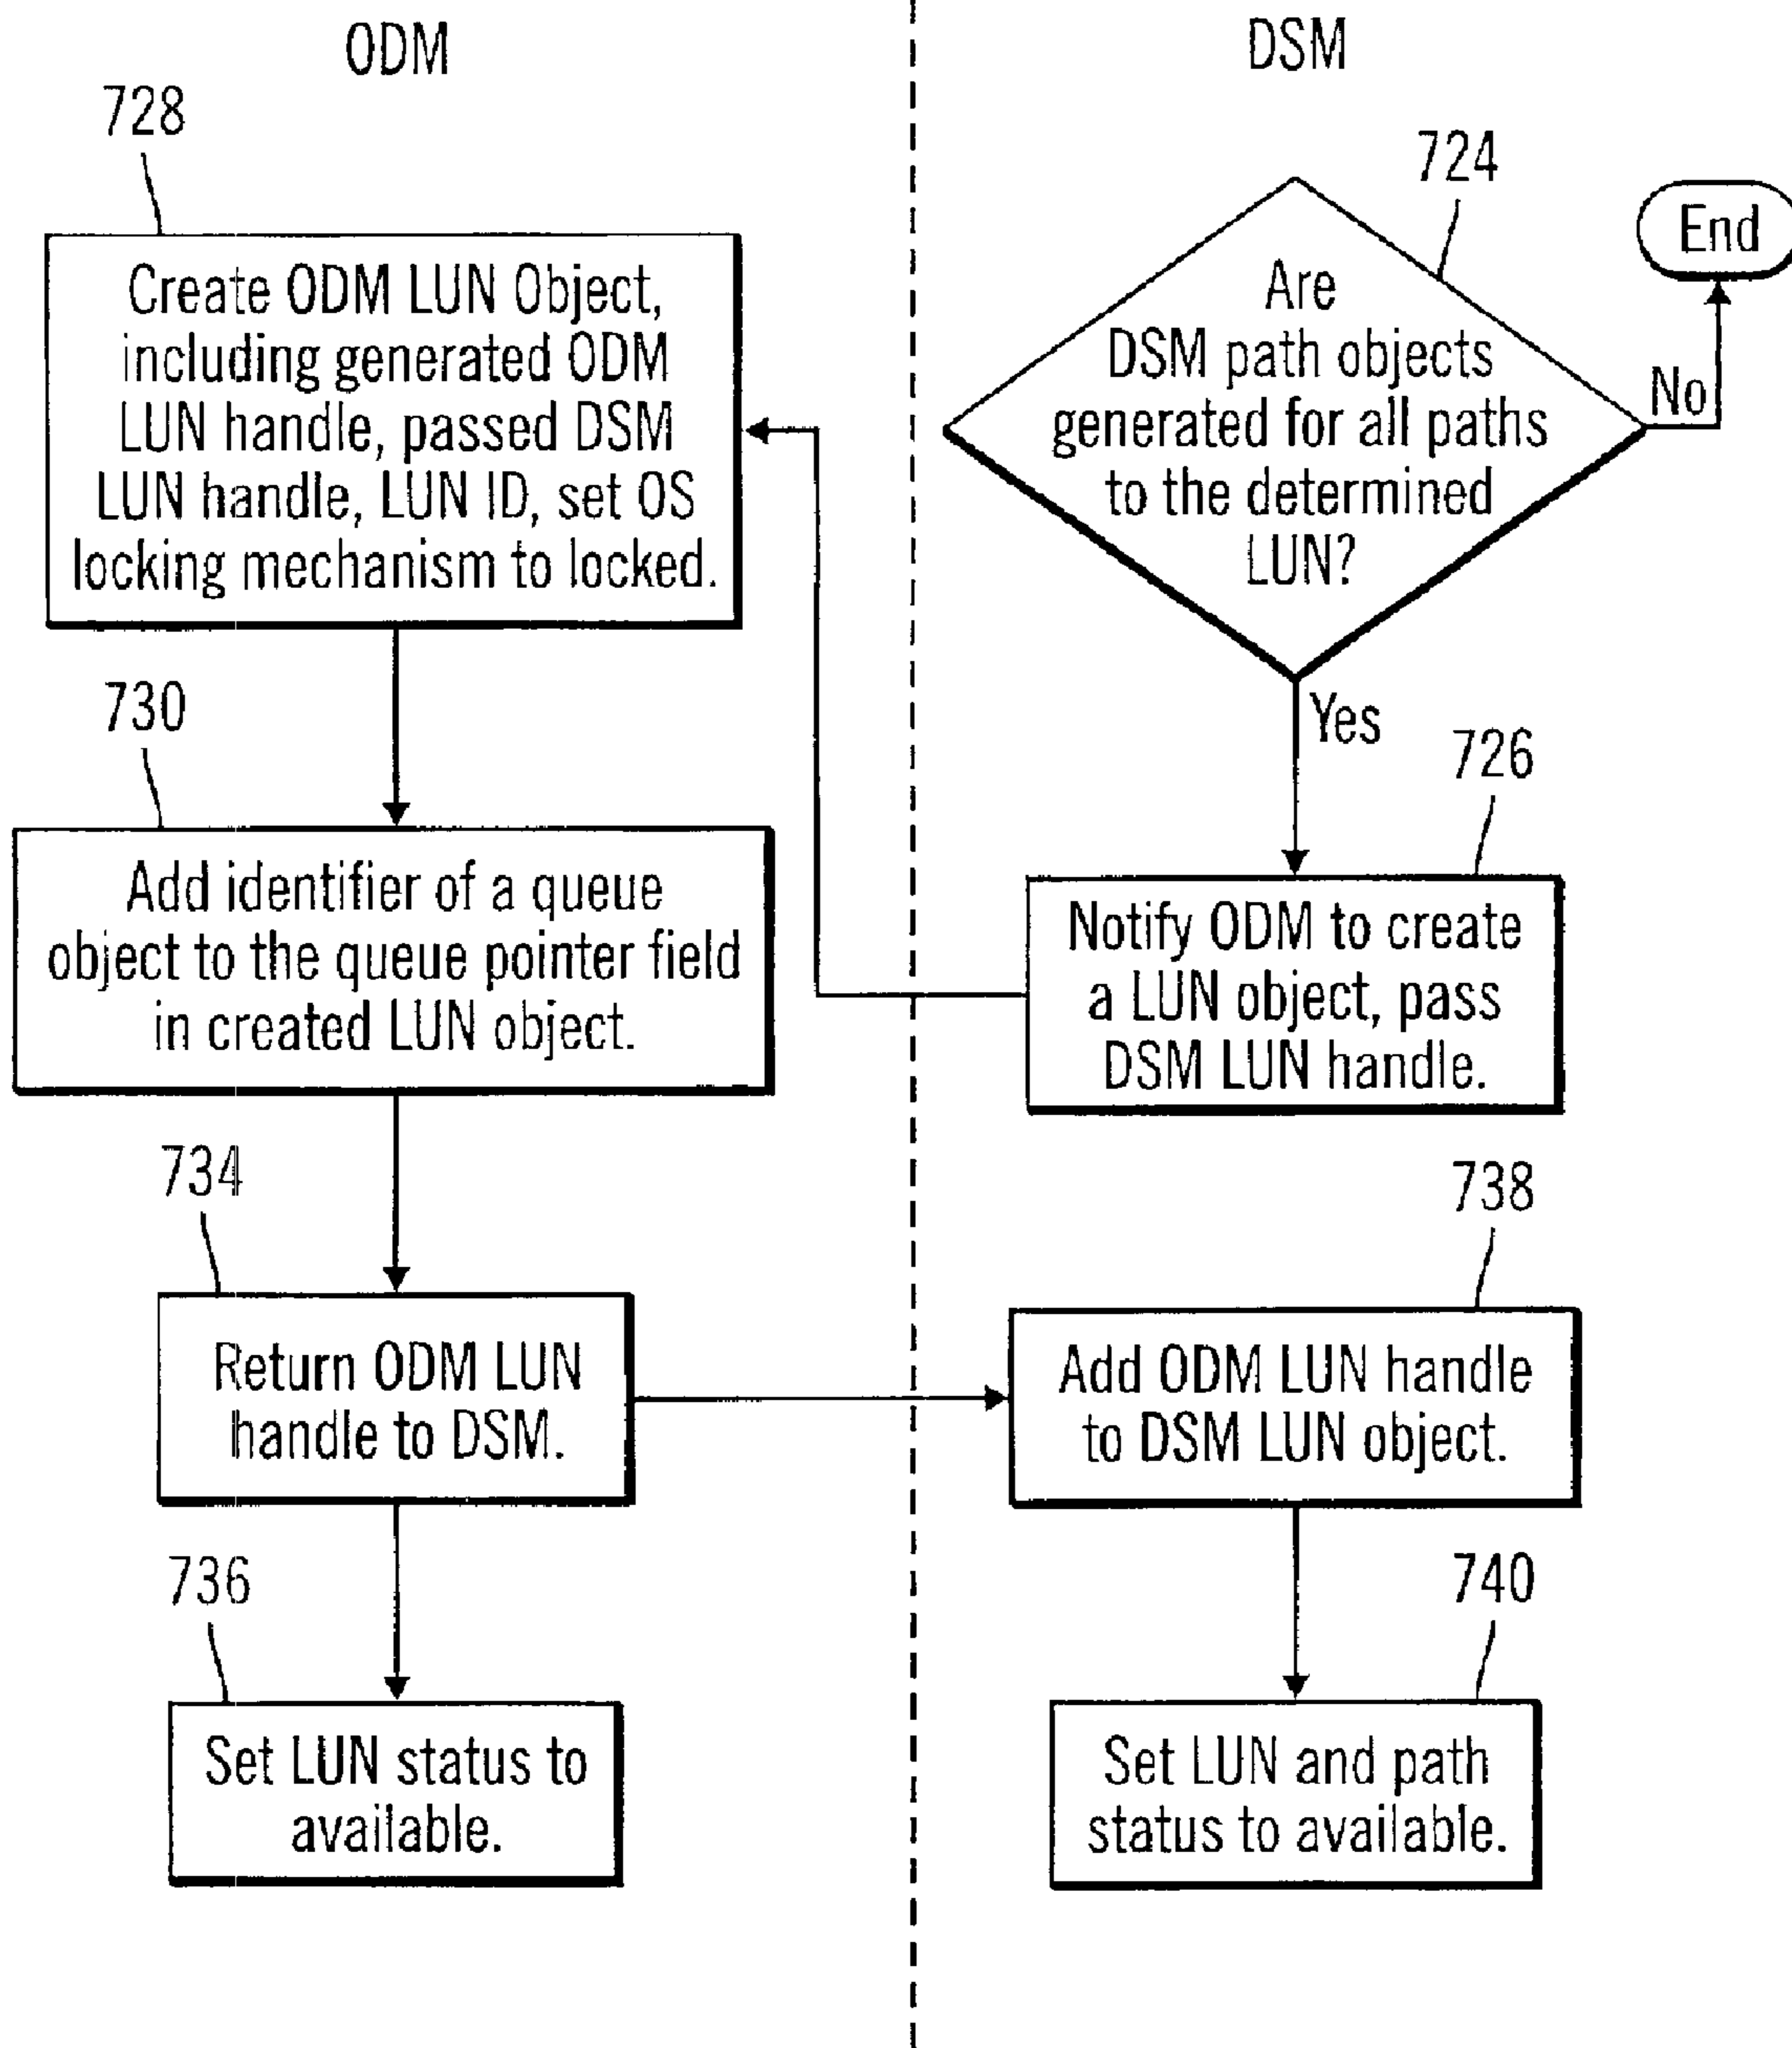 ODM
DSM
728
724
End
Create ODM LUN Object,
including generated ODM
LUN handle, passed DSM
LUN handle, LUN ID, set OS
locking mechanism to locked.
Are
DSM path objects
generated for all paths
to the determined
LUN?
No
Yes
730
726
Add identifier of a queue
object to the queue pointer field
in created LUN object.
Notify ODM to create
a LUN object, pass
DSM LUN handle.
734
738
Return ODM LUN
handle to DSM.
Add ODM LUN handle
to DSM LUN object.
736
740
Set LUN status to
available.
Set LUN and path
status to available.